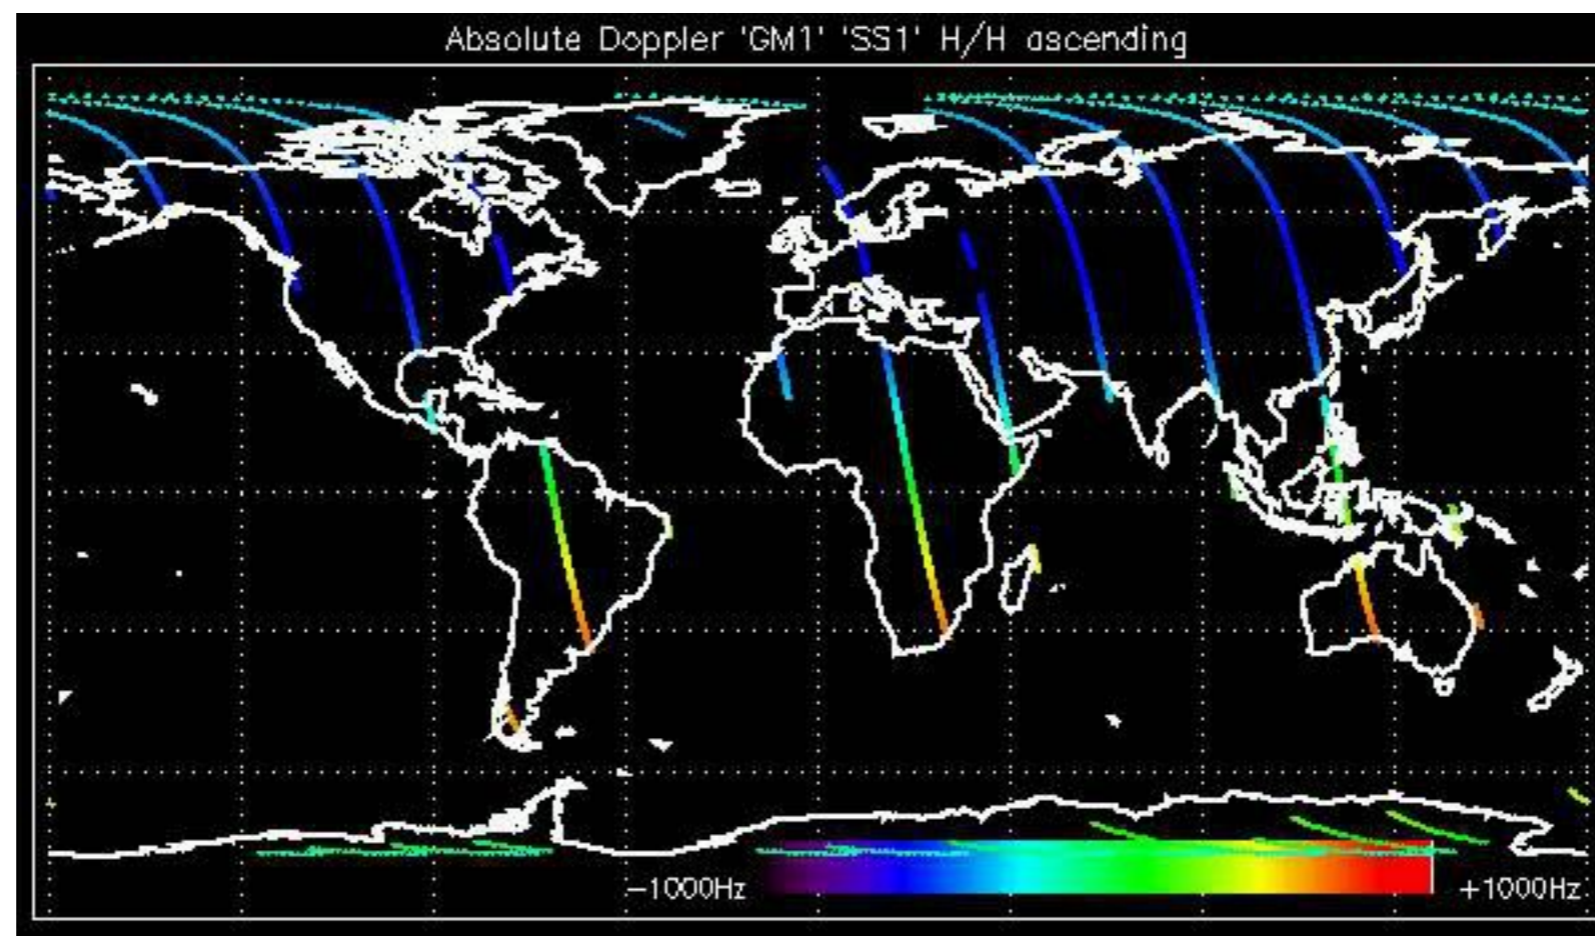 Absolute Doppler 'GM1' 'SS1' H/H ascending
−1000Hz
+1000Hz